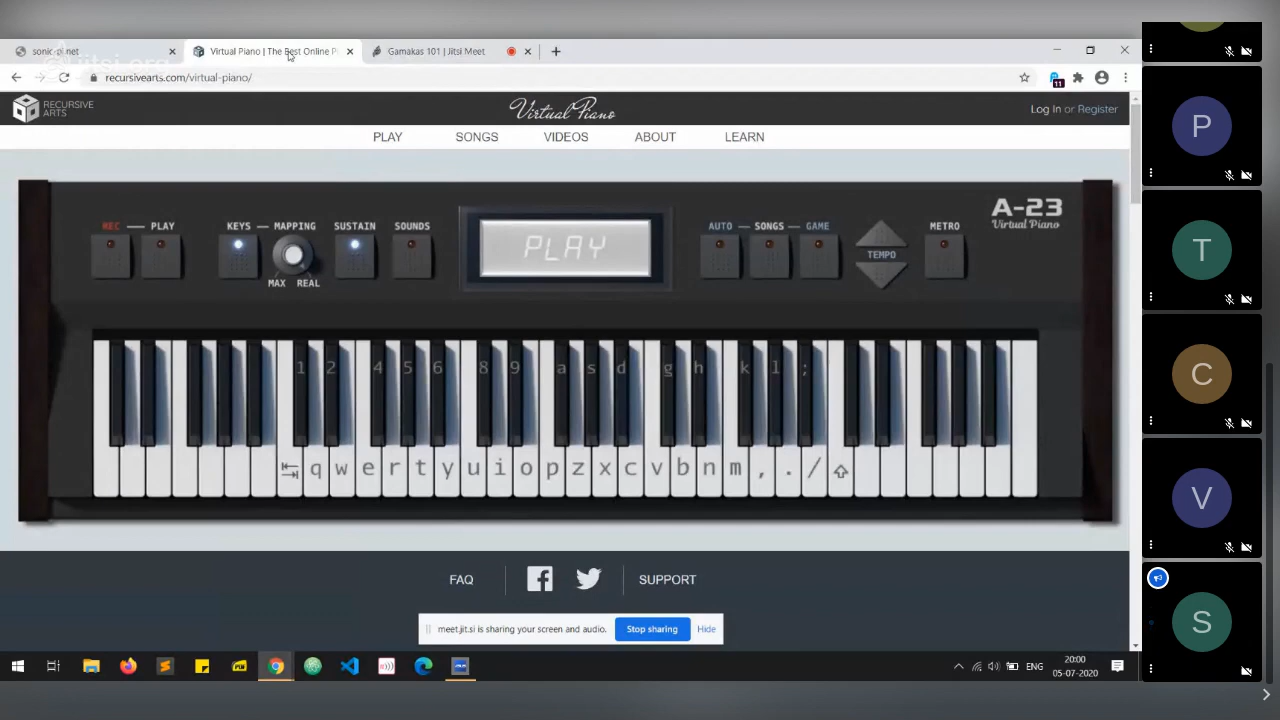 Virtual Piano | The Best Online P
Gamakas 101 | Jitsi Meet
jitsi.org
recursivearts.com/virtual-piano/
11
RECURSIVE
ARTS
Virtual Piano
Log In or Register
PLAY
SONGS
VIDEOS
ABOUT
LEARN
A-23
Virtual Piano
REC — PLAY
KEYS — MAPPING
SUSTAIN
SOUNDS
MAX REAL
PLAY
AUTO — SONGS — GAME
TEMPO
METRO
1 2 4 5 6 8 9 a s d g h k l ;
q w e r t y u i o p z x c v b n m , . /
FAQ
SUPPORT
meet.jit.si is sharing your screen and audio.
Stop sharing
Hide
ENG
20:00
05-07-2020
P
T
C
V
S